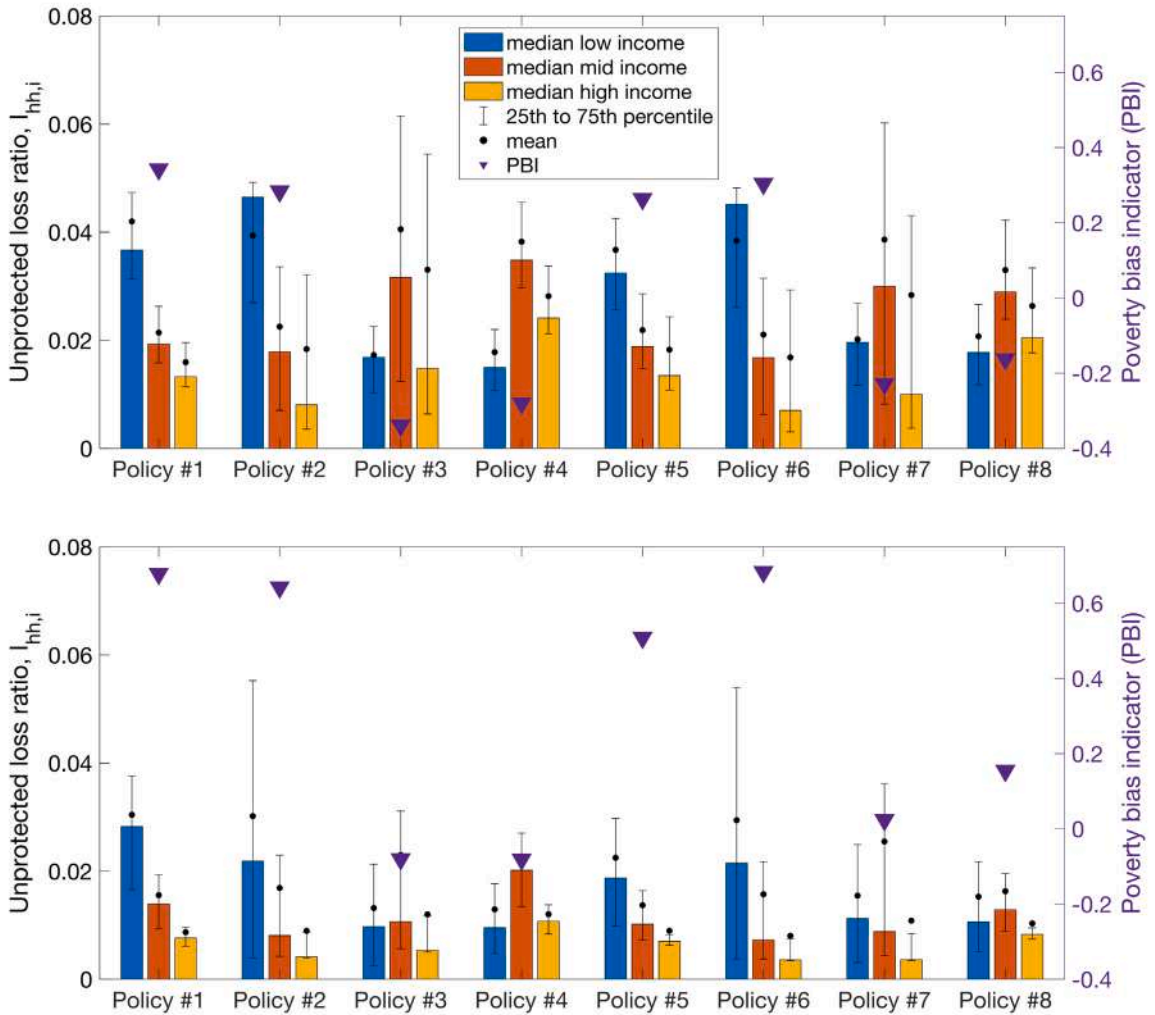 0.08
0.06
0.04
0.02
0
Unprotected loss ratio, I_hh,i
median low income
median mid income
median high income
25th to 75th percentile
mean
PBI
0.6
0.4
0.2
0
-0.2
-0.4
Poverty bias indicator (PBI)
Policy #1 Policy #2 Policy #3 Policy #4 Policy #5 Policy #6 Policy #7 Policy #8
0.08
0.06
0.04
0.02
0
Unprotected loss ratio, I_hh,i
0.6
0.4
0.2
0
-0.2
-0.4
Poverty bias indicator (PBI)
Policy #1 Policy #2 Policy #3 Policy #4 Policy #5 Policy #6 Policy #7 Policy #8